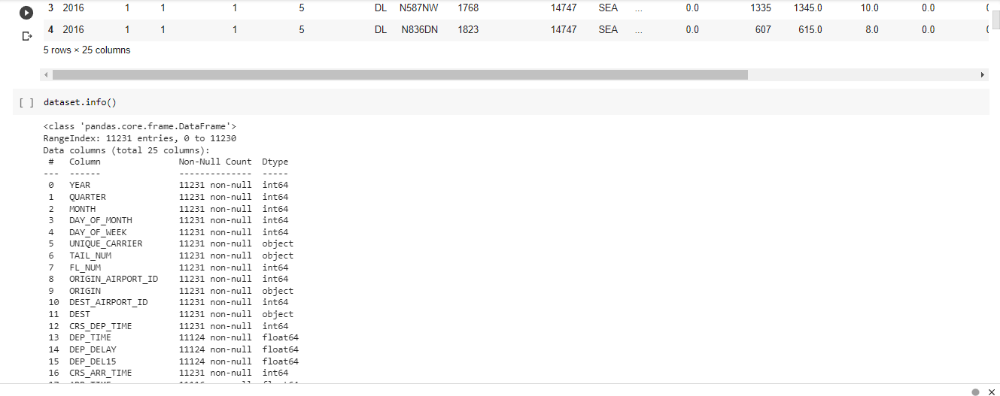 3 2016 1 1 1 5 DL N587NW 1768 14747 SEA ... 0.0 1335 1345.0 10.0 0.0
4 2016 1 1 1 5 DL N836DN 1823 14747 SEA ... 0.0 607 615.0 8.0 0.0
5 rows × 25 columns
[ ] dataset.info()
<class 'pandas.core.frame.DataFrame'>
RangeIndex: 11231 entries, 0 to 11230
Data columns (total 25 columns):
# Column Non-Null Count Dtype
--- ------ -------------- -----
0 YEAR 11231 non-null int64
1 QUARTER 11231 non-null int64
2 MONTH 11231 non-null int64
3 DAY_OF_MONTH 11231 non-null int64
4 DAY_OF_WEEK 11231 non-null int64
5 UNIQUE_CARRIER 11231 non-null object
6 TAIL_NUM 11231 non-null object
7 FL_NUM 11231 non-null int64
8 ORIGIN_AIRPORT_ID 11231 non-null int64
9 ORIGIN 11231 non-null object
10 DEST_AIRPORT_ID 11231 non-null int64
11 DEST 11231 non-null object
12 CRS_DEP_TIME 11231 non-null int64
13 DEP_TIME 11124 non-null float64
14 DEP_DELAY 11124 non-null float64
15 DEP_DEL15 11124 non-null float64
16 CRS_ARR_TIME 11231 non-null int64